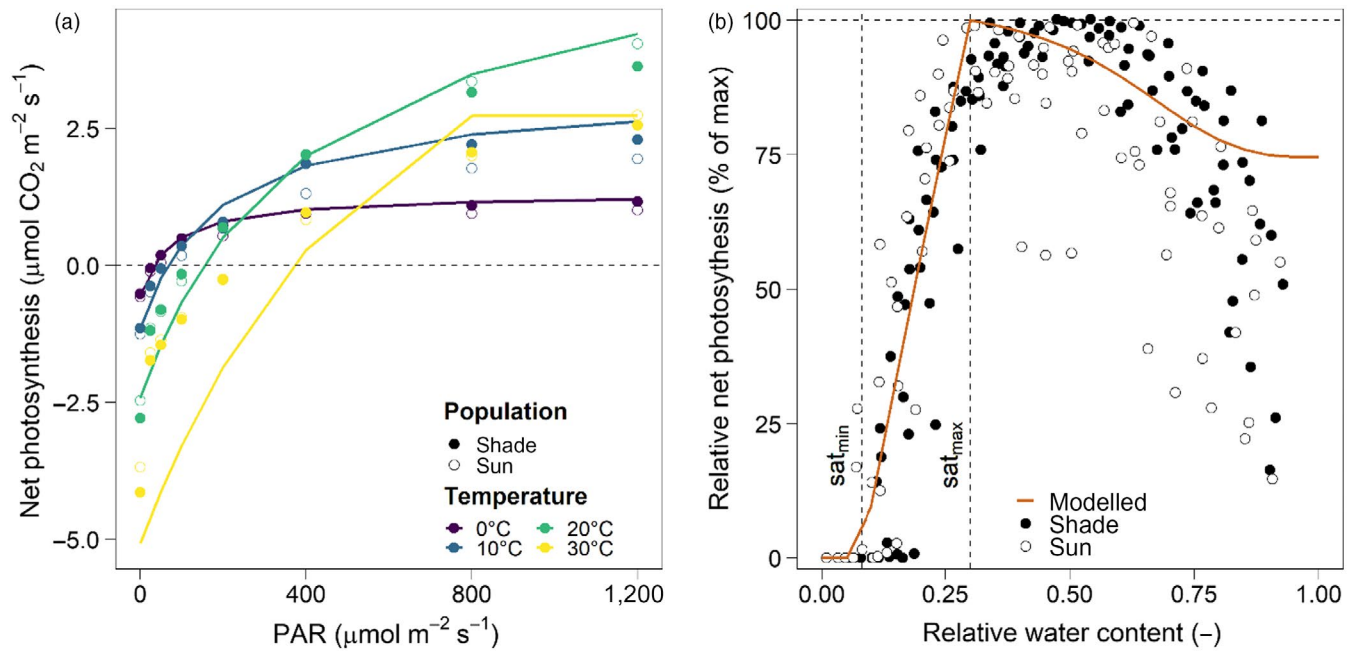 (a)
Net photosynthesis (μmol CO₂ m⁻² s⁻¹)
2.5
0.0
−2.5
−5.0
0
400
800
1,200
PAR (μmol m⁻² s⁻¹)
Population
Shade
Sun
Temperature
0°C
20°C
10°C
30°C
(b)
Relative net photosynthesis (% of max)
100
75
50
25
0
0.00
0.25
0.50
0.75
1.00
Relative water content (−)
satmin
satmax
Modelled
Shade
Sun